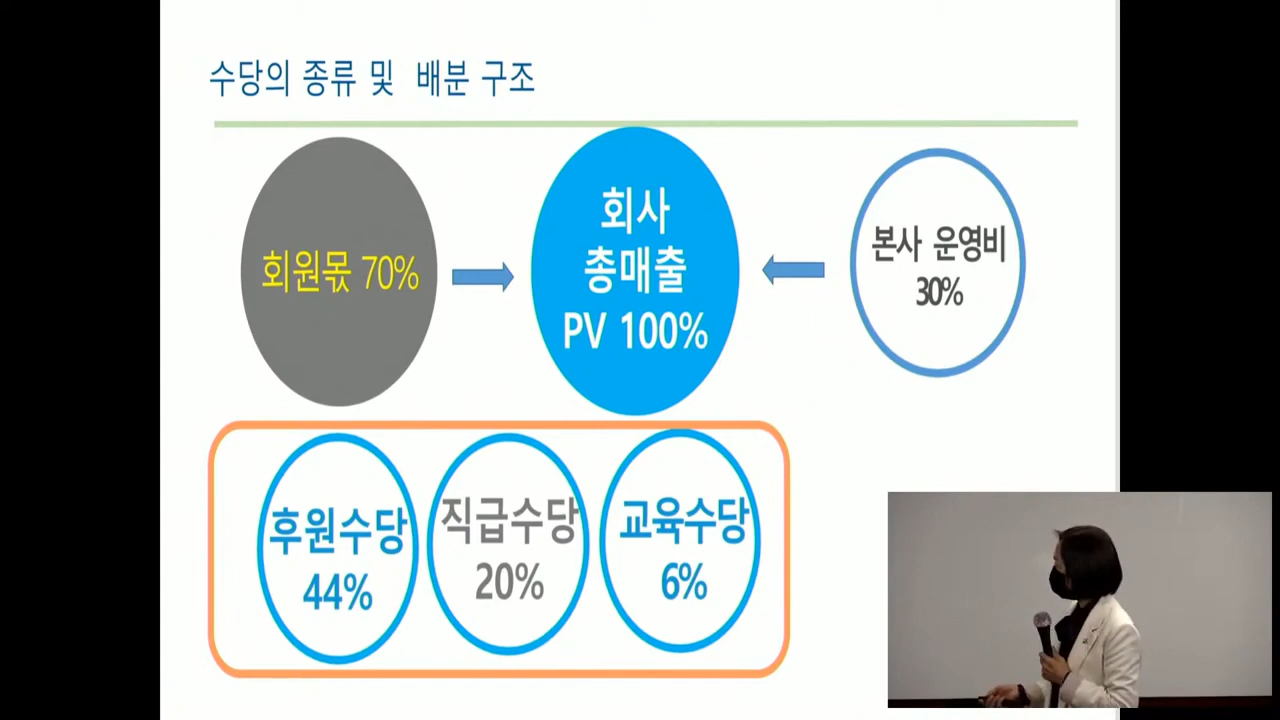 수당의 종류 및 배분 구조
회원몫 70%
회사
총매출
PV 100%
본사 운영비
30%
후원수당
44%
직급수당
20%
교육수당
6%